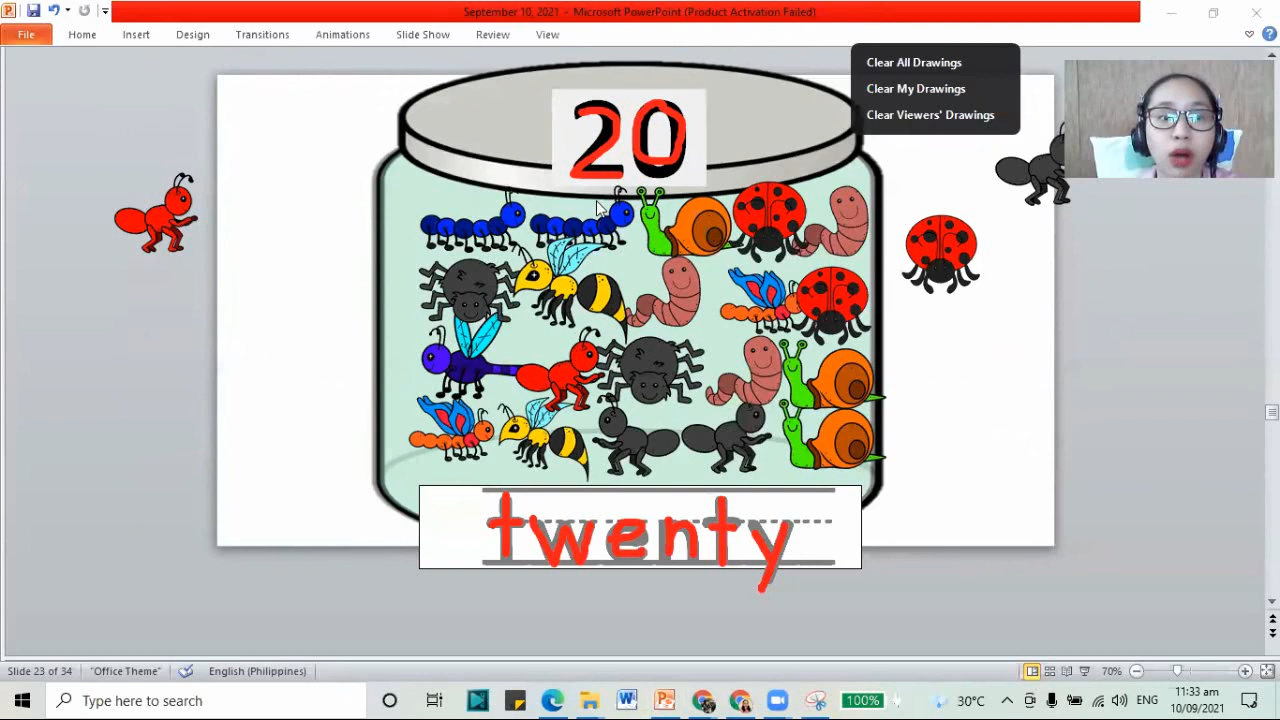 September 10, 2021 - Microsoft PowerPoint (Product Activation Failed)
File Home Insert Design Transitions Animations Slide Show Review View
Clear All Drawings
Clear My Drawings
Clear Viewers' Drawings
20
twenty
Slide 23 of 34 "Office Theme" English (Philippines) 70%
Type here to search 100% 30°C ENG 11:33 am
10/09/2021